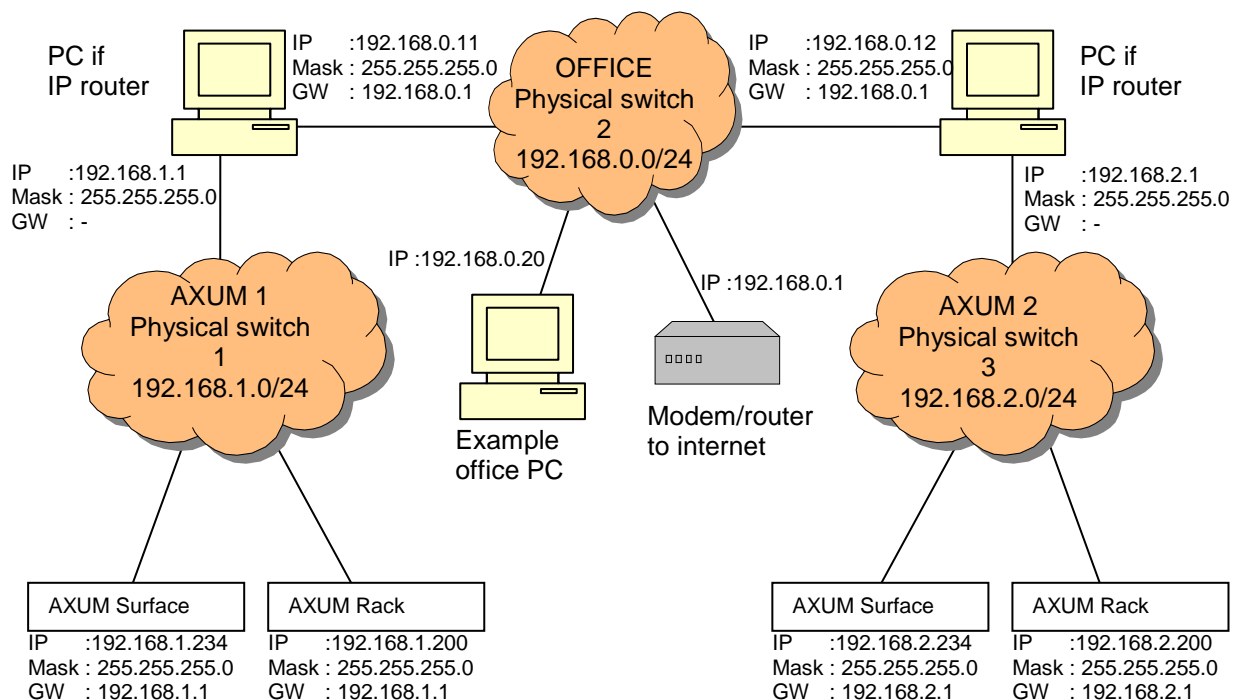 PC if
IP router
IP :192.168.0.11
Mask : 255.255.255.0
GW : 192.168.0.1
OFFICE
Physical switch
2
192.168.0.0/24
IP :192.168.0.12
Mask : 255.255.255.0
GW : 192.168.0.1
PC if
IP router
IP :192.168.1.1
Mask : 255.255.255.0
GW : -
IP :192.168.2.1
Mask : 255.255.255.0
GW : -
IP :192.168.0.20
IP :192.168.0.1
AXUM 1
Physical switch
1
192.168.1.0/24
AXUM 2
Physical switch
3
192.168.2.0/24
Example
office PC
Modem/router
to internet
AXUM Surface
IP :192.168.1.234
Mask : 255.255.255.0
GW : 192.168.1.1
AXUM Rack
IP :192.168.1.200
Mask : 255.255.255.0
GW : 192.168.1.1
AXUM Surface
IP :192.168.2.234
Mask : 255.255.255.0
GW : 192.168.2.1
AXUM Rack
IP :192.168.2.200
Mask : 255.255.255.0
GW : 192.168.2.1